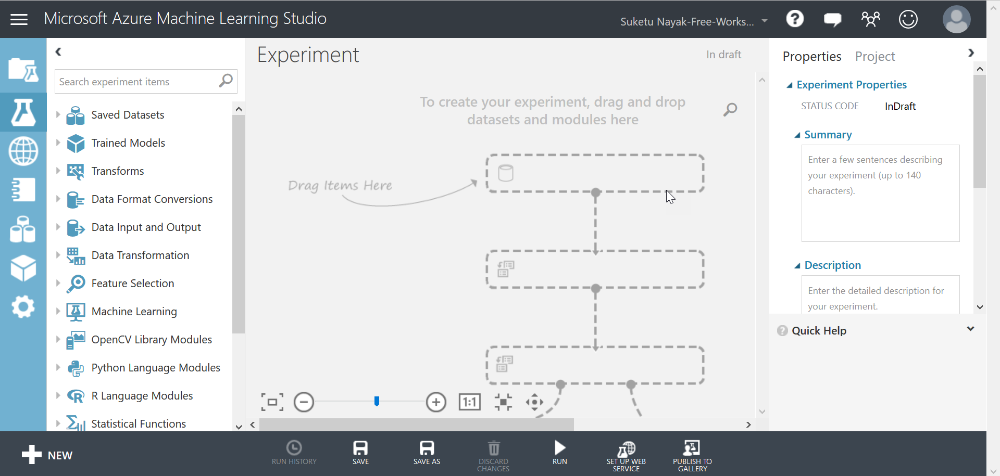 Microsoft Azure Machine Learning Studio
Suketu Nayak-Free-Works...
Search experiment items
Saved Datasets
Trained Models
Transforms
Data Format Conversions
Data Input and Output
Data Transformation
Feature Selection
Machine Learning
OpenCV Library Modules
Python Language Modules
R Language Modules
Statistical Functions
Experiment
In draft
To create your experiment, drag and drop
datasets and modules here
Drag Items Here
1:1
Properties Project
Experiment Properties
STATUS CODE InDraft
Summary
Enter a few sentences describing
your experiment (up to 140
characters).
Description
Enter the detailed description for
your experiment.
Quick Help
NEW
RUN HISTORY
SAVE
SAVE AS
DISCARD
CHANGES
RUN
SET UP WEB
SERVICE
PUBLISH TO
GALLERY